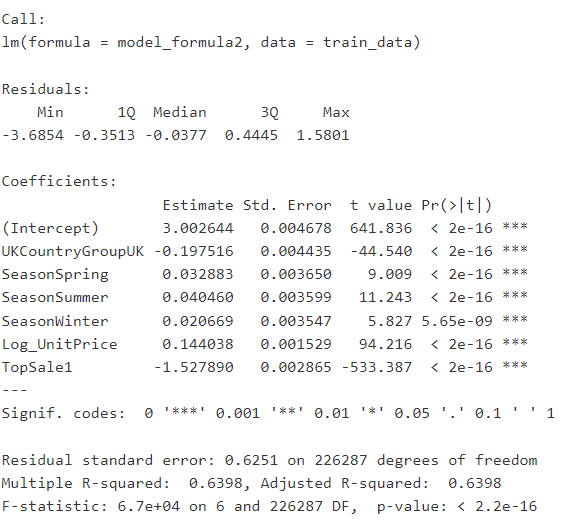 Call:
lm(formula = model_formula2, data = train_data)
Residuals:
    Min      1Q  Median      3Q     Max
-3.6854 -0.3513 -0.0377  0.4445  1.5801
Coefficients:
                 Estimate Std. Error  t value Pr(>|t|)
(Intercept)      3.002644   0.004678  641.836  < 2e-16 ***
UKCountryGroupUK -0.197516   0.004435  -44.540  < 2e-16 ***
SeasonSpring     0.032883   0.003650    9.009  < 2e-16 ***
SeasonSummer     0.040460   0.003599   11.243  < 2e-16 ***
SeasonWinter     0.020669   0.003547    5.827 5.65e-09 ***
Log_UnitPrice    0.144038   0.001529   94.216  < 2e-16 ***
TopSale1        -1.527890   0.002865 -533.387  < 2e-16 ***
---
Signif. codes:  0 '***' 0.001 '**' 0.01 '*' 0.05 '.' 0.1 ' ' 1
Residual standard error: 0.6251 on 226287 degrees of freedom
Multiple R-squared:  0.6398, Adjusted R-squared:  0.6398
F-statistic: 6.7e+04 on 6 and 226287 DF,  p-value: < 2.2e-16